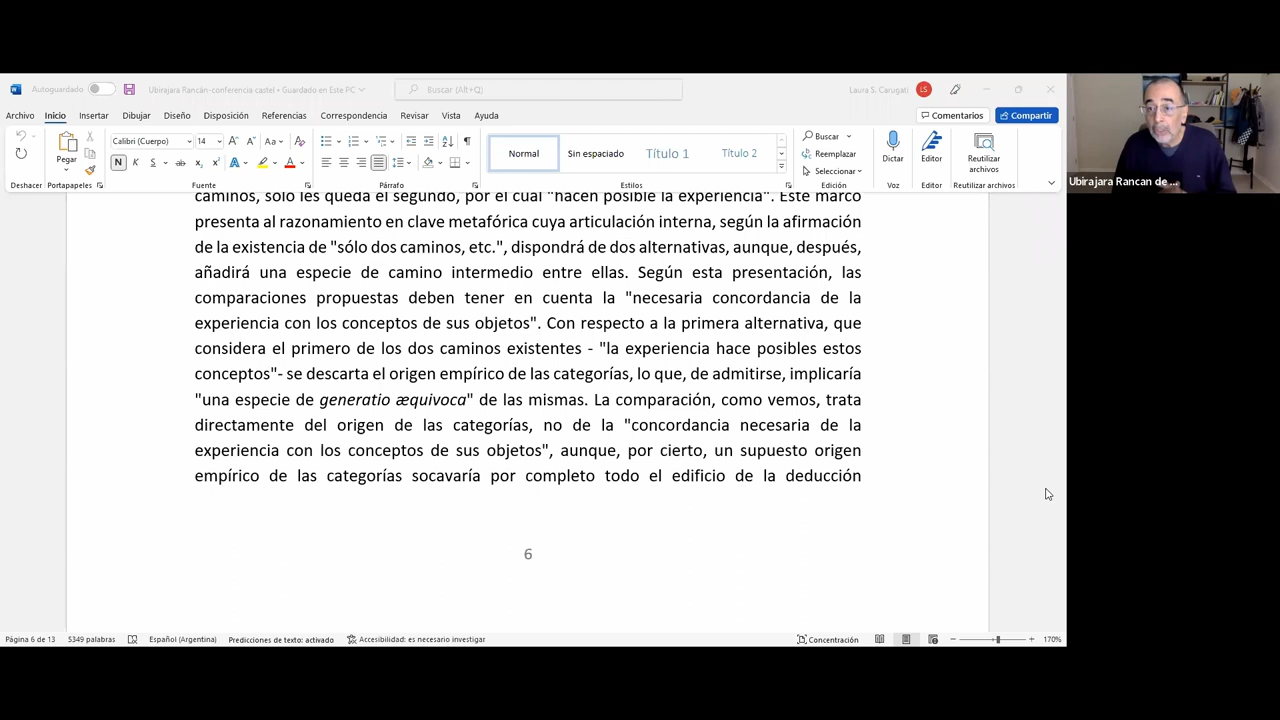 Autoguardado
Ubirajara Rancán-conferencia castel • Guardado en Este PC
Buscar (Alt+Q)
Laura S. Carugati
LS
Archivo Inicio Insertar Dibujar Diseño Disposición Referencias Correspondencia Revisar Vista Ayuda
Comentarios
Compartir
Pegar
Calibri (Cuerpo) 14
N K S
Normal
Sin espaciado
Título 1
Título 2
Buscar
Reemplazar
Seleccionar
Dictar
Editor
Reutilizar archivos
Deshacer Portapapeles Fuente Párrafo Estilos Edición Voz Editor Reutilizar archivos
Ubirajara Rancan de ...
caminos, sólo les queda el segundo, por el cual "hacen posible la experiencia". Este marco
presenta al razonamiento en clave metafórica cuya articulación interna, según la afirmación
de la existencia de "sólo dos caminos, etc.", dispondrá de dos alternativas, aunque, después,
añadirá una especie de camino intermedio entre ellas. Según esta presentación, las
comparaciones propuestas deben tener en cuenta la "necesaria concordancia de la
experiencia con los conceptos de sus objetos". Con respecto a la primera alternativa, que
considera el primero de los dos caminos existentes - "la experiencia hace posibles estos
conceptos"- se descarta el origen empírico de las categorías, lo que, de admitirse, implicaría
"una especie de generatio æquivoca" de las mismas. La comparación, como vemos, trata
directamente del origen de las categorías, no de la "concordancia necesaria de la
experiencia con los conceptos de sus objetos", aunque, por cierto, un supuesto origen
empírico de las categorías socavaría por completo todo el edificio de la deducción
6
Página 6 de 13 5349 palabras Español (Argentina) Predicciones de texto: activado Accesibilidad: es necesario investigar Concentración 170%